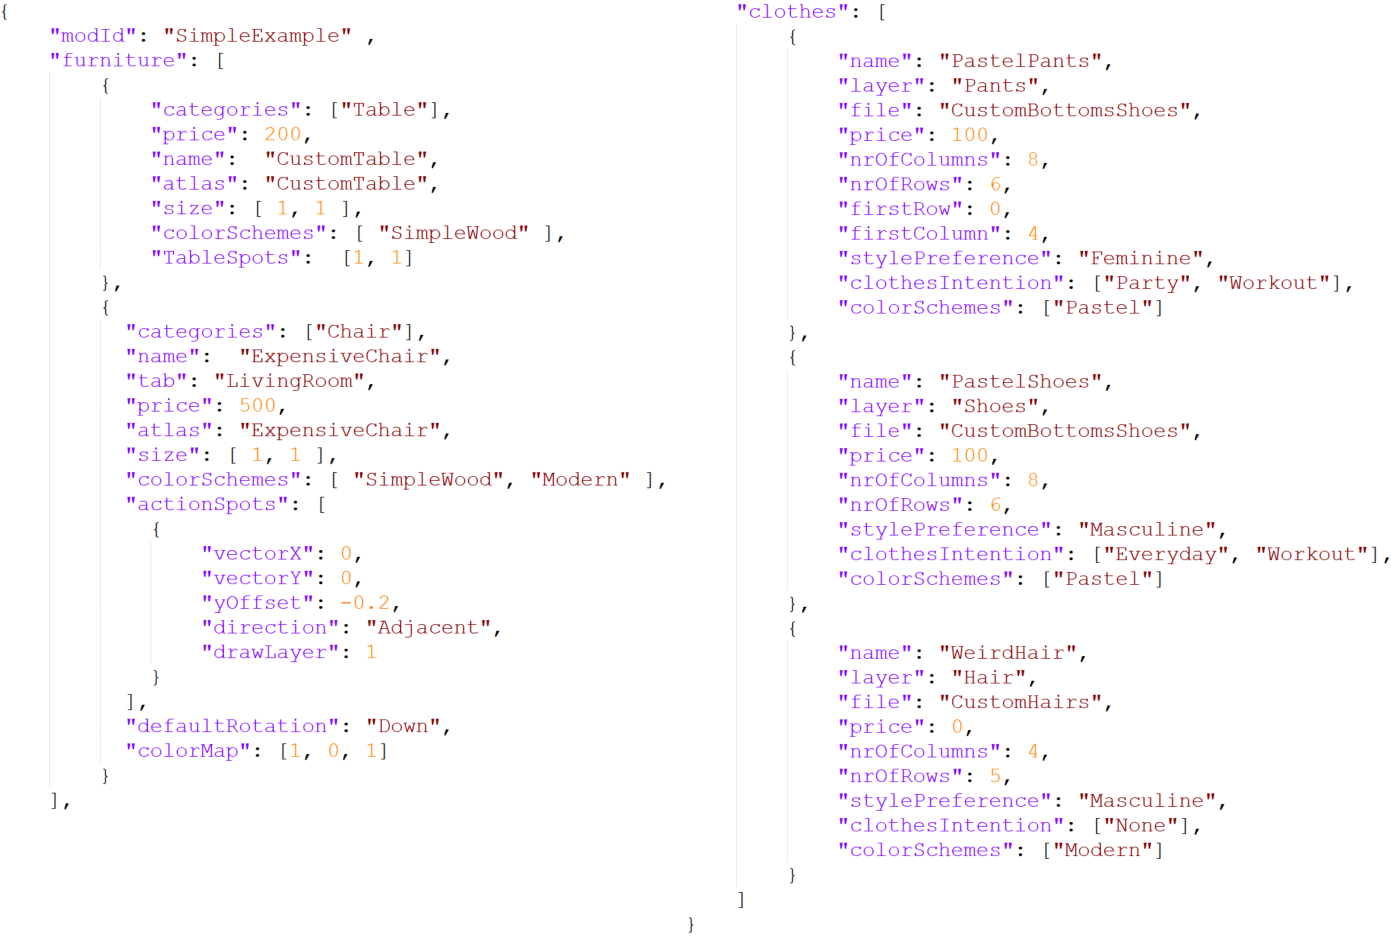 {
"modId": "SimpleExample" ,
"furniture": [
{
"categories": ["Table"],
"price": 200,
"name":  "CustomTable",
"atlas": "CustomTable",
"size": [ 1, 1 ],
"colorSchemes": [ "SimpleWood" ],
"TableSpots":  [1, 1]
},
{
"categories": ["Chair"],
"name":  "ExpensiveChair",
"tab": "LivingRoom",
"price": 500,
"atlas": "ExpensiveChair",
"size": [ 1, 1 ],
"colorSchemes": [ "SimpleWood", "Modern" ],
"actionSpots": [
{
"vectorX": 0,
"vectorY": 0,
"yOffset": -0.2,
"direction": "Adjacent",
"drawLayer": 1
}
],
"defaultRotation": "Down",
"colorMap": [1, 0, 1]
}
],
"clothes": [
{
"name": "PastelPants",
"layer": "Pants",
"file": "CustomBottomsShoes",
"price": 100,
"nrOfColumns": 8,
"nrOfRows": 6,
"firstRow": 0,
"firstColumn": 4,
"stylePreference": "Feminine",
"clothesIntention": ["Party", "Workout"],
"colorSchemes": ["Pastel"]
},
{
"name": "PastelShoes",
"layer": "Shoes",
"file": "CustomBottomsShoes",
"price": 100,
"nrOfColumns": 8,
"nrOfRows": 6,
"stylePreference": "Masculine",
"clothesIntention": ["Everyday", "Workout"],
"colorSchemes": ["Pastel"]
},
{
"name": "WeirdHair",
"layer": "Hair",
"file": "CustomHairs",
"price": 0,
"nrOfColumns": 4,
"nrOfRows": 5,
"stylePreference": "Masculine",
"clothesIntention": ["None"],
"colorSchemes": ["Modern"]
}
]
}